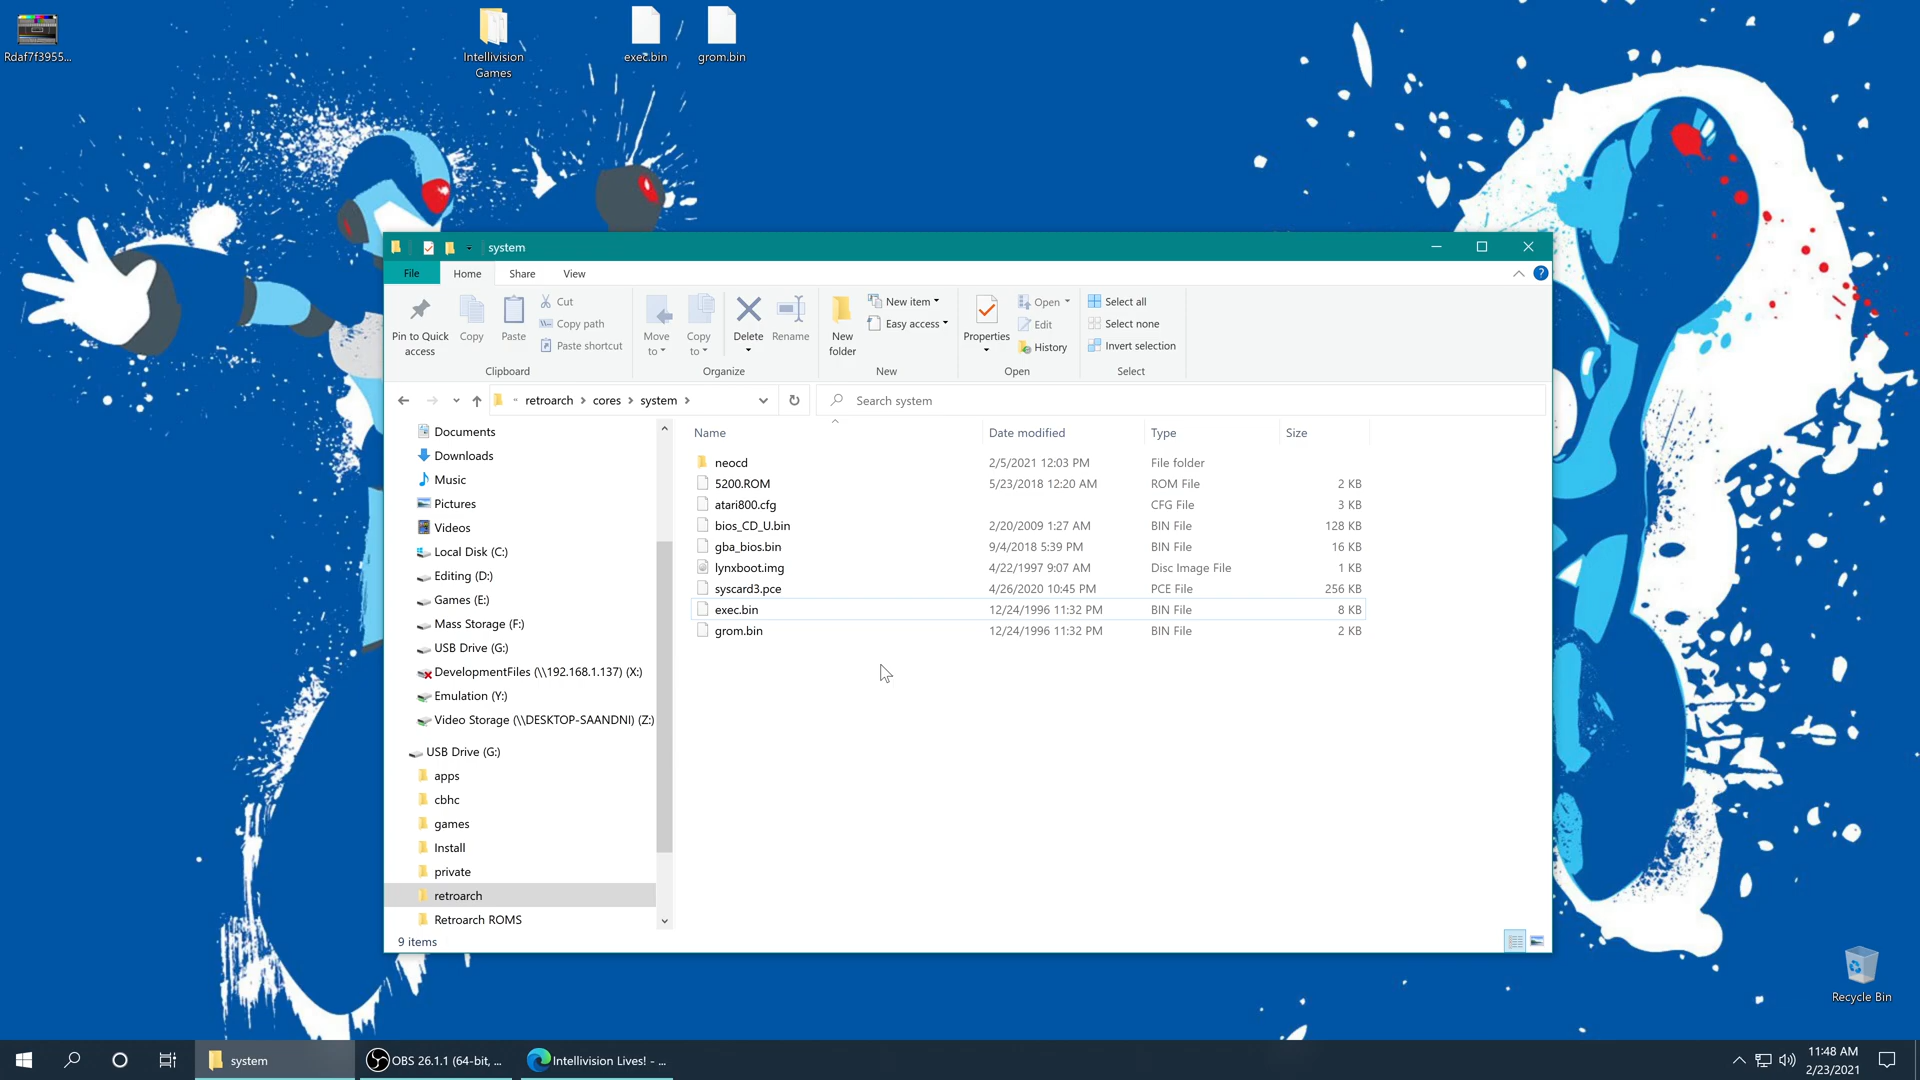 Rdaf7f3955...
Intellivision
Games
exec.bin
grom.bin
system
File
Home
Share
View
Pin to Quick
access
Copy
Paste
Cut
Copy path
Paste shortcut
Clipboard
Move
to
Copy
to
Delete
Rename
Organize
New
folder
New item
Easy access
New
Properties
Open
Edit
History
Open
Select all
Select none
Invert selection
Select
retroarch
cores
system
Search system
Documents
Downloads
Music
Pictures
Videos
Local Disk (C:)
Editing (D:)
Games (E:)
Mass Storage (F:)
USB Drive (G:)
DevelopmentFiles (\\192.168.1.137) (X:)
Emulation (Y:)
Video Storage (\\DESKTOP-SAANDNI) (Z:)
USB Drive (G:)
apps
cbhc
games
Install
private
retroarch
Retroarch ROMS
Name Date modified Type Size
neocd 2/5/2021 12:03 PM File folder
5200.ROM 5/23/2018 12:20 AM ROM File 2 KB
atari800.cfg CFG File 3 KB
bios_CD_U.bin 2/20/2009 1:27 AM BIN File 128 KB
gba_bios.bin 9/4/2018 5:39 PM BIN File 16 KB
lynxboot.img 4/22/1997 9:07 AM Disc Image File 1 KB
syscard3.pce 4/26/2020 10:45 PM PCE File 256 KB
exec.bin 12/24/1996 11:32 PM BIN File 8 KB
grom.bin 12/24/1996 11:32 PM BIN File 2 KB
9 items
Recycle Bin
system
OBS 26.1.1 (64-bit, ...
Intellivision Lives! - ...
11:48 AM
2/23/2021